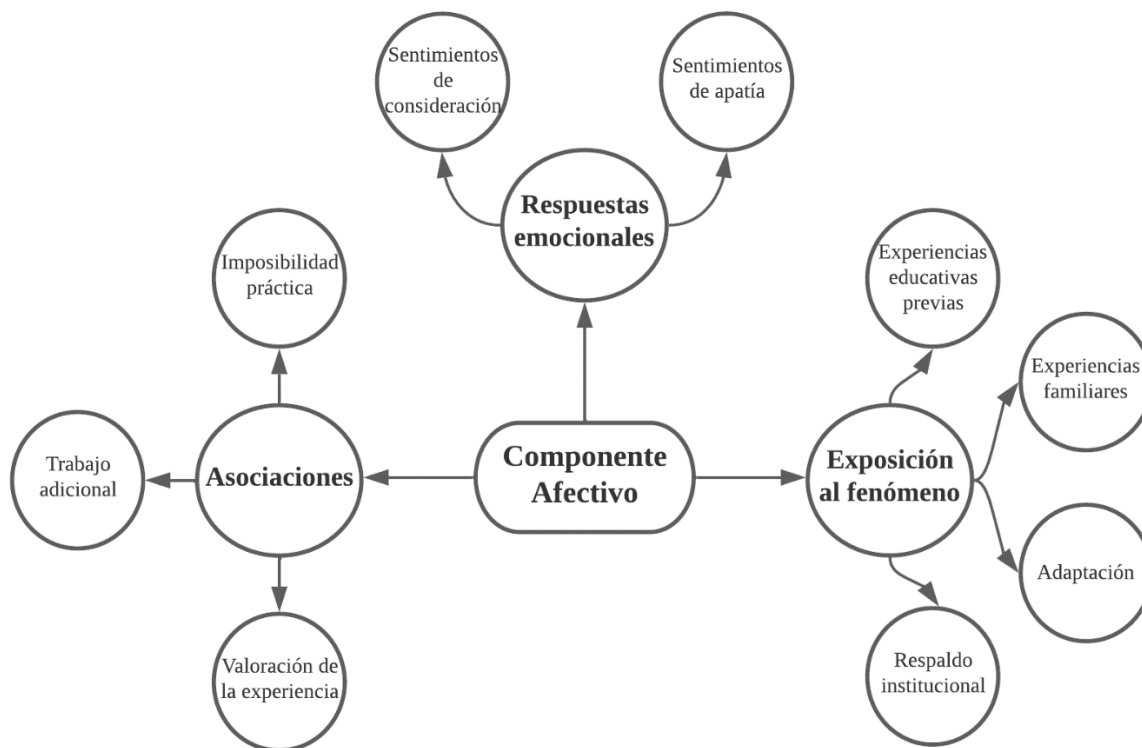 Sentimientos
de
consideración
Sentimientos
de apatía
Respuestas
emocionales
Imposibilidad
práctica
Experiencias
educativas
previas
Experiencias
familiares
Trabajo
adicional
Asociaciones
Componente
Afectivo
Exposición
al fenómeno
Adaptación
Valoración de
la experiencia
Respaldo
institucional